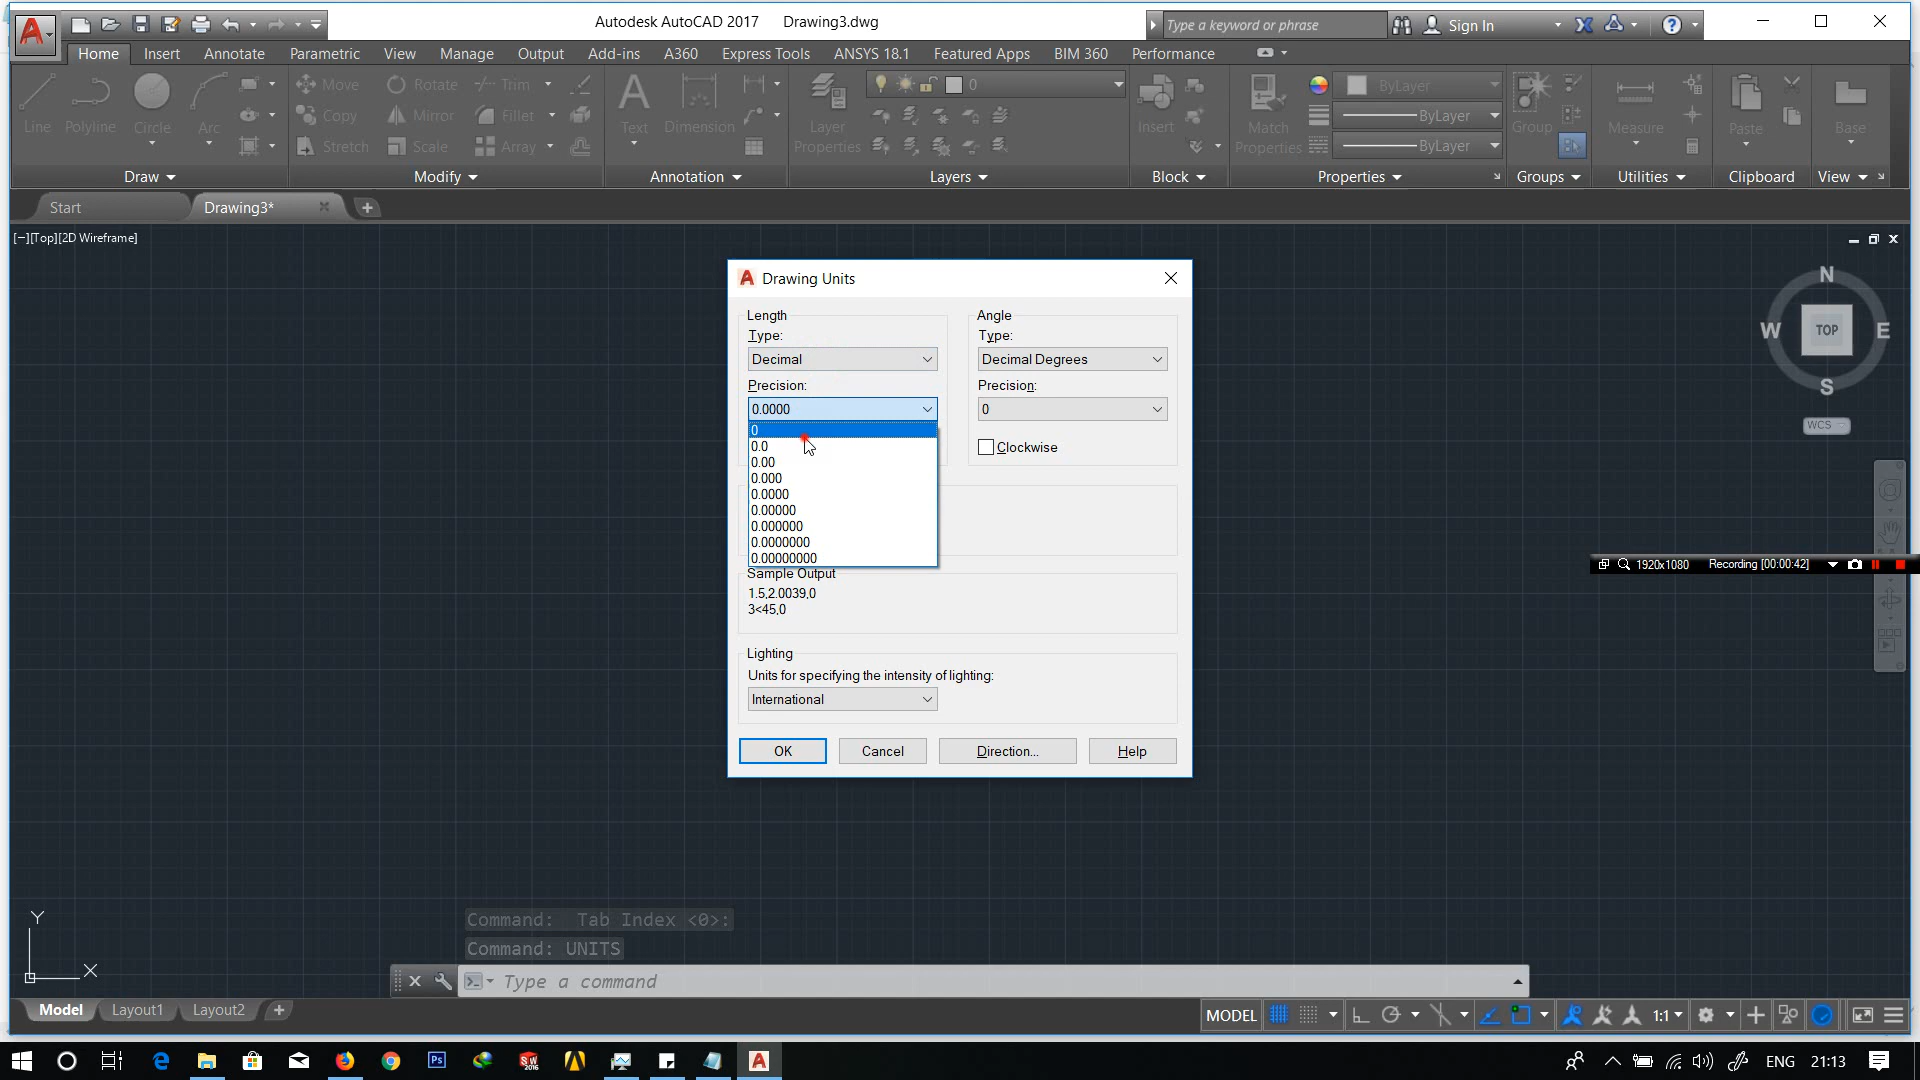 Autodesk AutoCAD 2017 Drawing3.dwg
Type a keyword or phrase
Sign In
Home Insert Annotate Parametric View Manage Output Add-ins A360 Express Tools ANSYS 18.1 Featured Apps BIM 360 Performance
Line Polyline Circle Arc
Move Rotate Trim
Copy Mirror Fillet
Stretch Scale Array
Text Dimension
Layer Properties
0
Insert
Match Properties
ByLayer
ByLayer
ByLayer
Group
Measure
Paste
Base
Draw Modify Annotation Layers Block Properties Groups Utilities Clipboard View
Start Drawing3*
[−][Top][2D Wireframe]
N
W TOP E
S
WCS
Drawing Units
Length
Type:
Decimal
Precision:
0.0000
0
0.0
0.00
0.000
0.0000
0.00000
0.000000
0.0000000
0.00000000
Angle
Type:
Decimal Degrees
Precision:
0
Clockwise
Sample Output
1.5,2.0039,0
3<45,0
Lighting
Units for specifying the intensity of lighting:
International
OK Cancel Direction... Help
1920x1080 Recording [00:00:42]
Y
X
Command: Tab Index <0>:
Command: UNITS
Type a command
Model Layout1 Layout2
MODEL 1:1
Ps
SW
2016
ENG 21:13